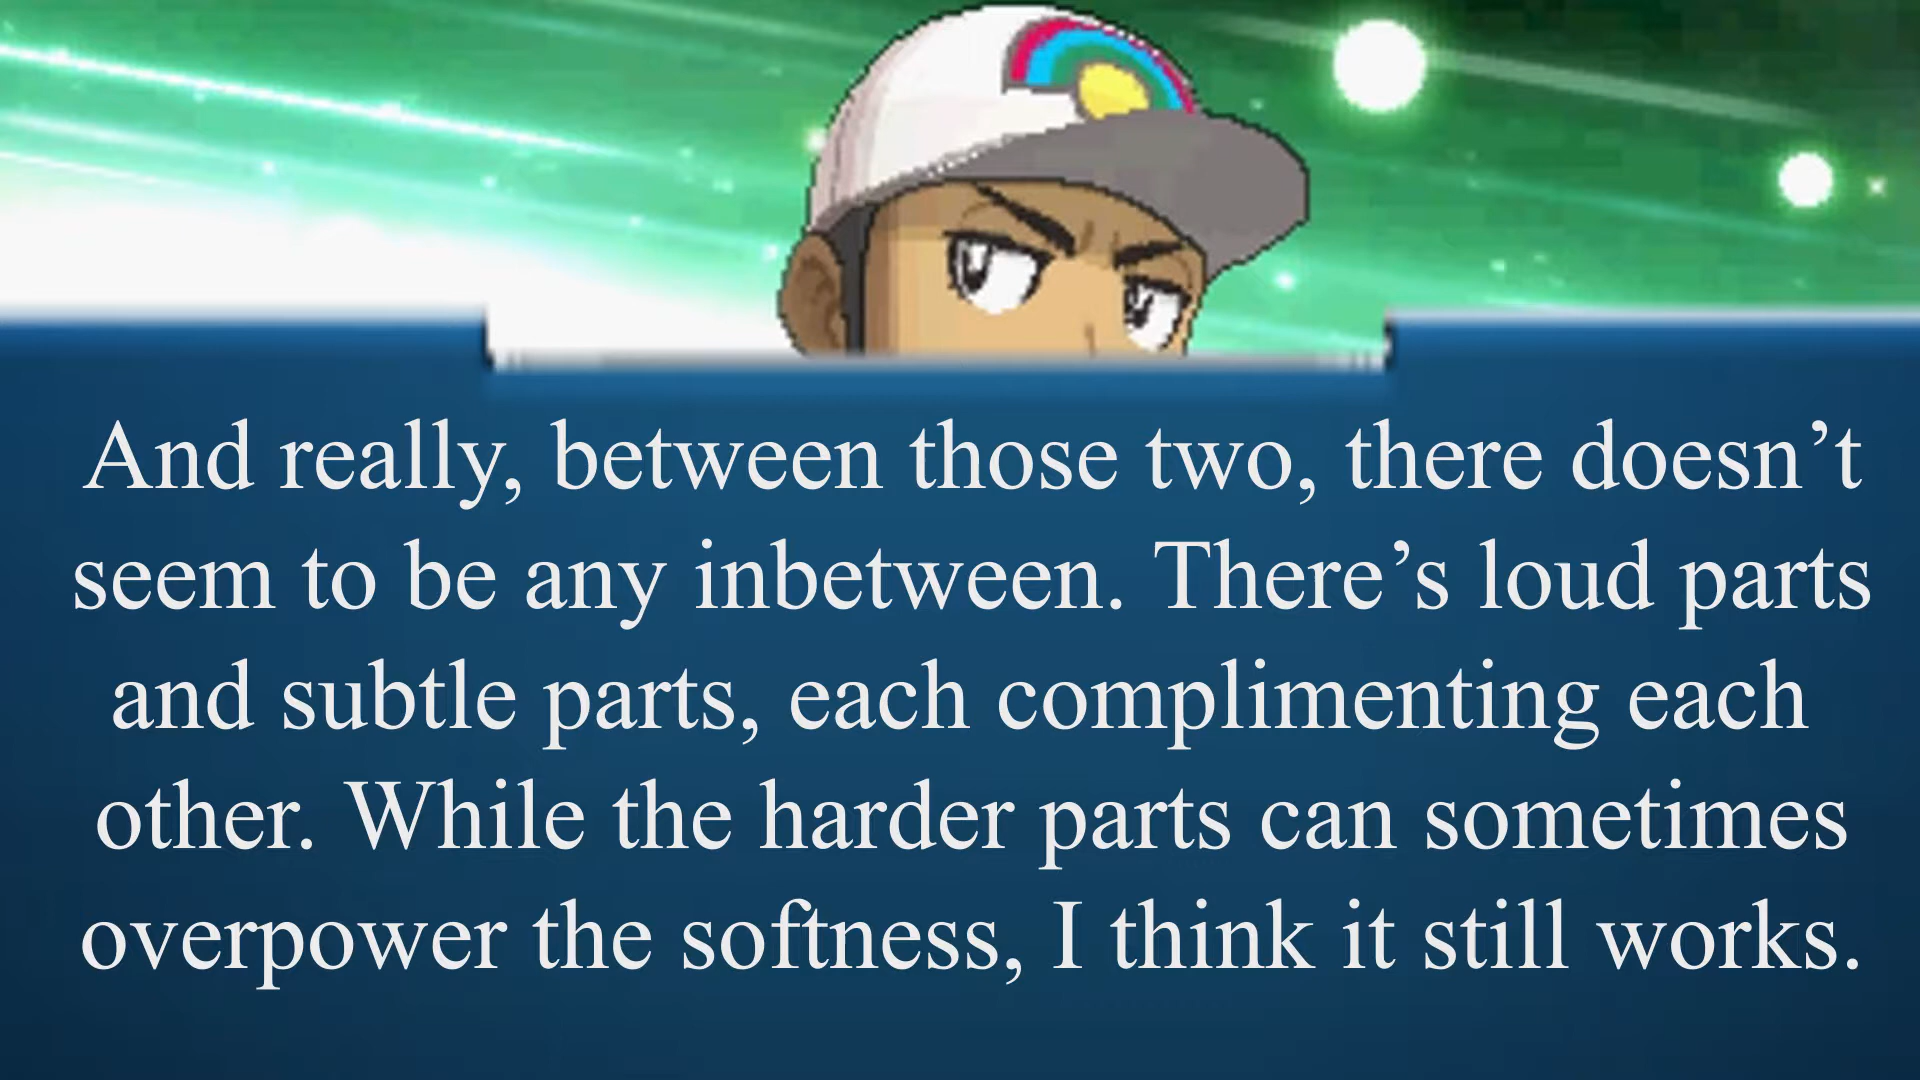 And really, between those two, there doesn’t
seem to be any inbetween. There’s loud parts
and subtle parts, each complimenting each
other. While the harder parts can sometimes
overpower the softness, I think it still works.